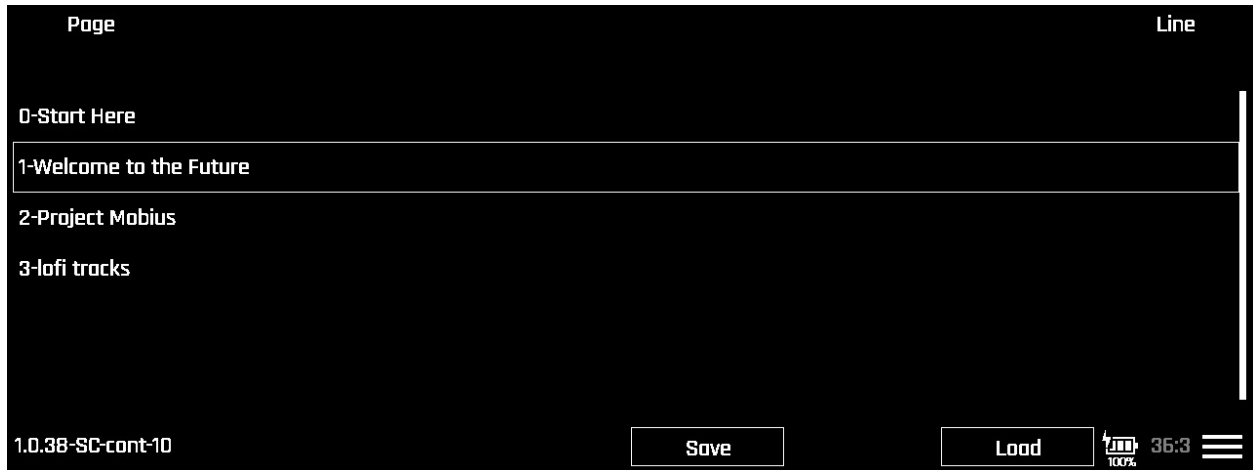 Page Line
0-Start Here
1-Welcome to the Future
2-Project Mobius
3-lofi tracks
1.0.38-SC-cont-10 Save Load 100% 36:3